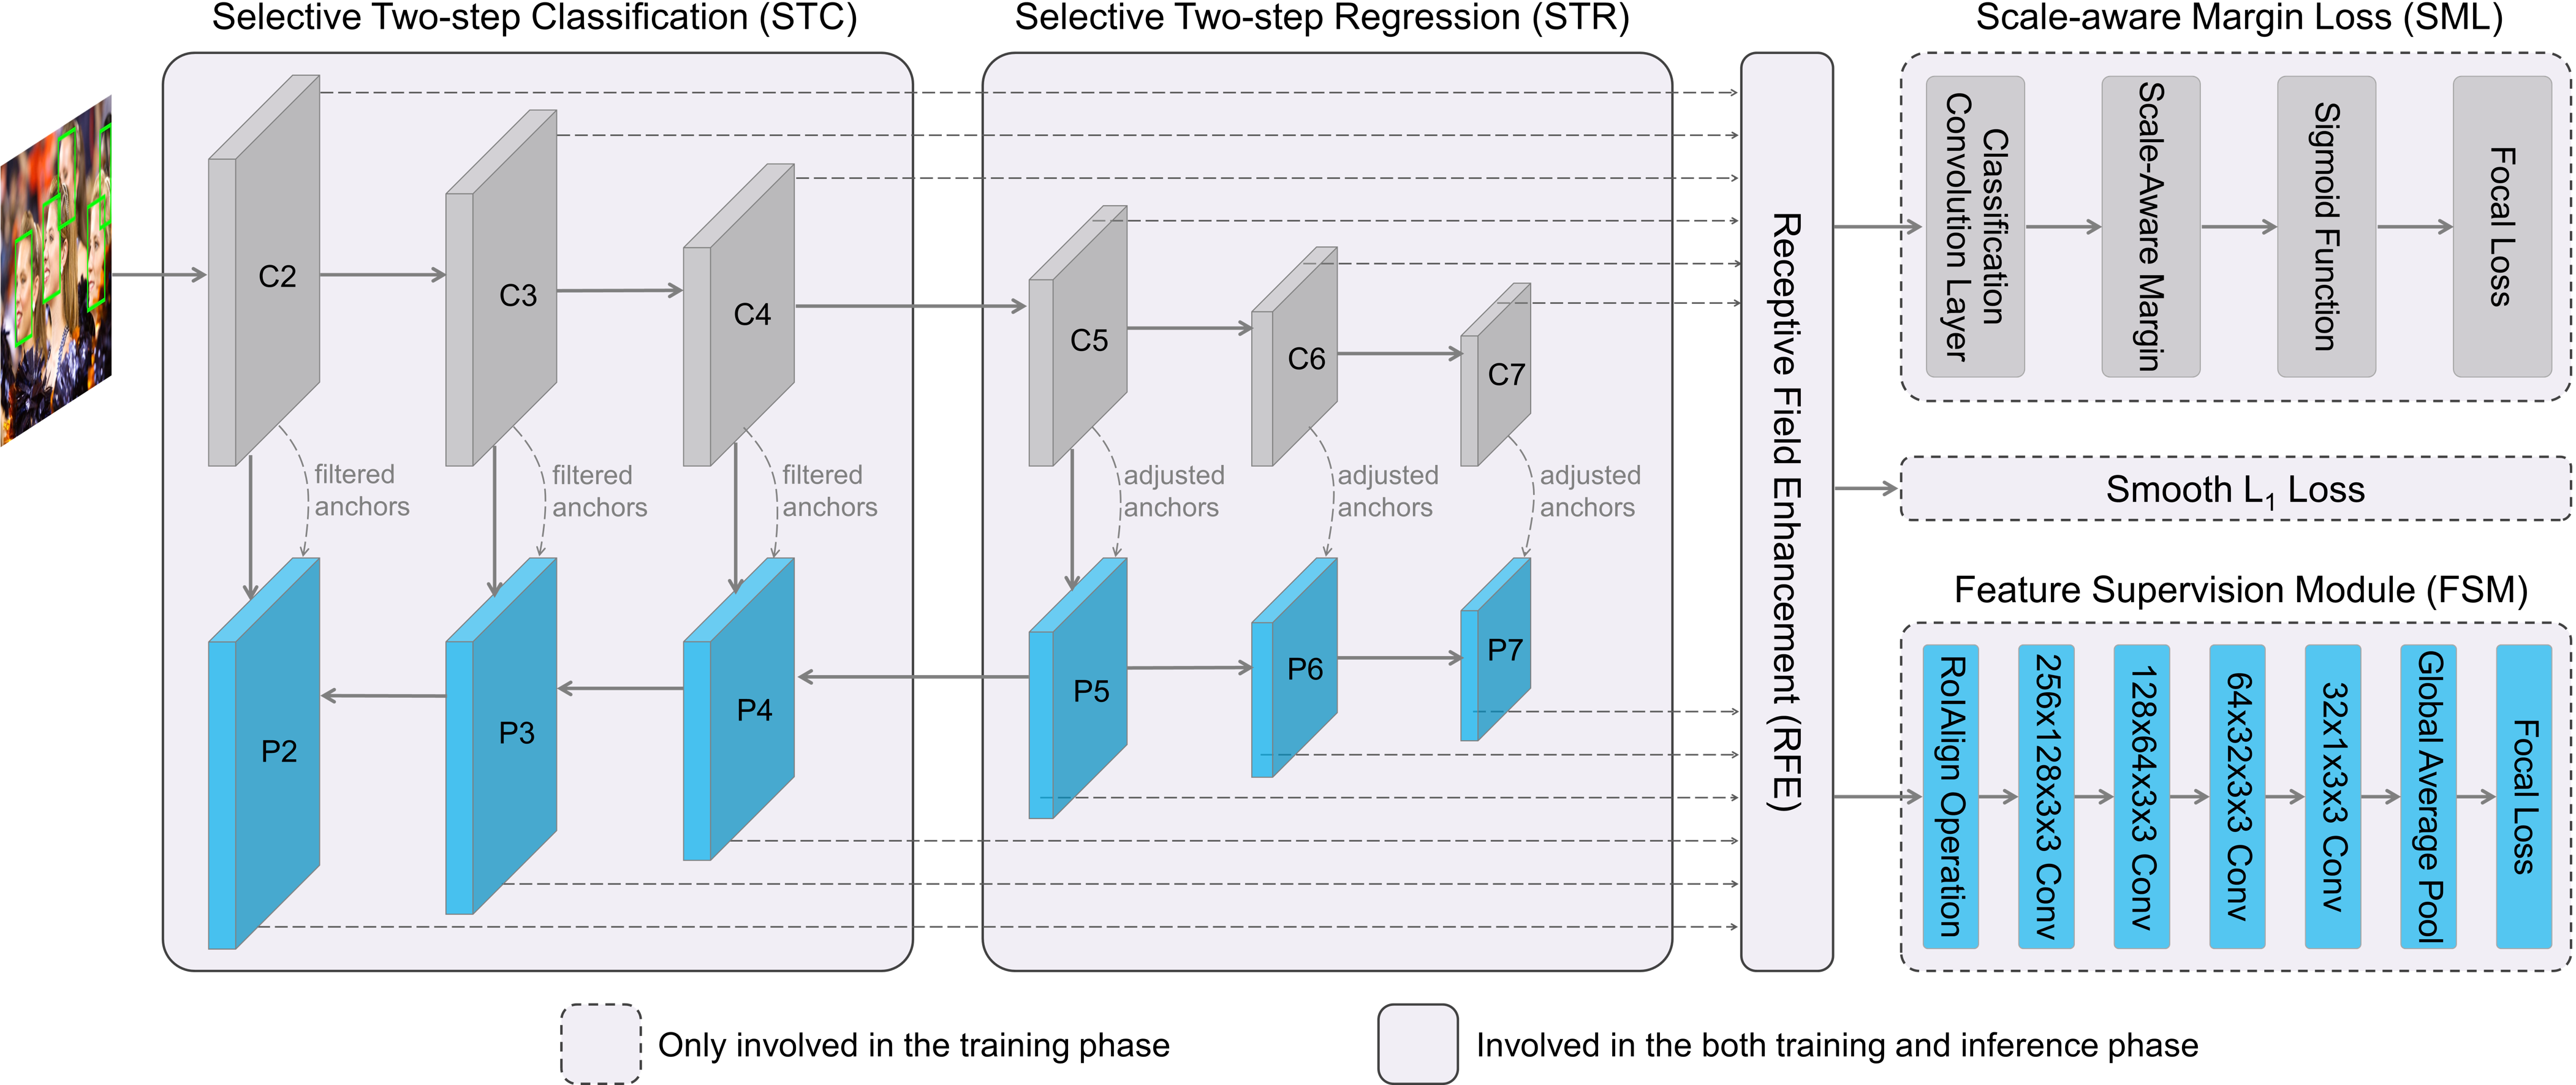 Selective Two-step Classification (STC)
Selective Two-step Regression (STR)
Scale-aware Margin Loss (SML)
C2
C3
C4
C5
C6
C7
filtered
anchors
filtered
anchors
filtered
anchors
adjusted
anchors
adjusted
anchors
adjusted
anchors
P2
P3
P4
P5
P6
P7
Receptive Field Enhancement (RFE)
Classification
Convolution Layer
Scale-Aware Margin
Sigmoid Function
Focal Loss
Smooth L1 Loss
Feature Supervision Module (FSM)
RoIAlign Operation
256x128x3x3 Conv
128x64x3x3 Conv
64x32x3x3 Conv
32x1x3x3 Conv
Global Average Pool
Focal Loss
Only involved in the training phase
Involved in the both training and inference phase